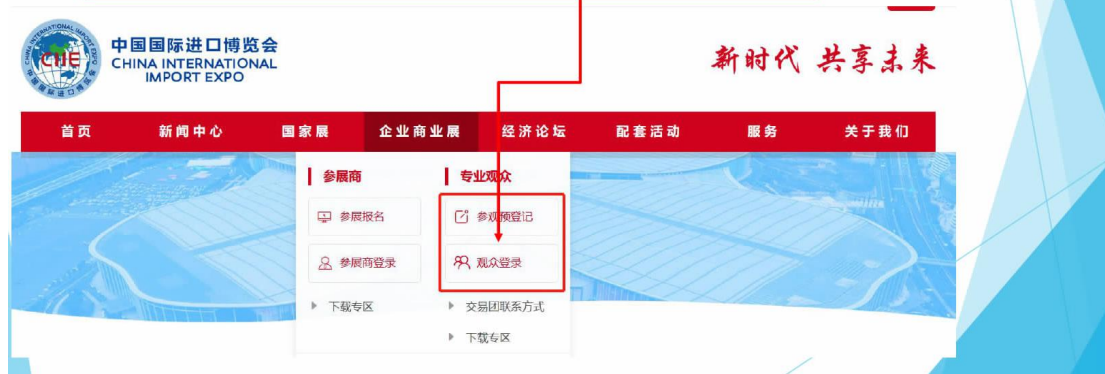 中国国际进口博览会
CHINA INTERNATIONAL
IMPORT EXPO
CIIE
新时代 共享未来
首页 新闻中心 国家展 企业商业展 经济论坛 配套活动 服务 关于我们
参展商 专业观众
参展报名 参观预登记
参展商登录 观众登录
下载专区 交易团联系方式
下载专区